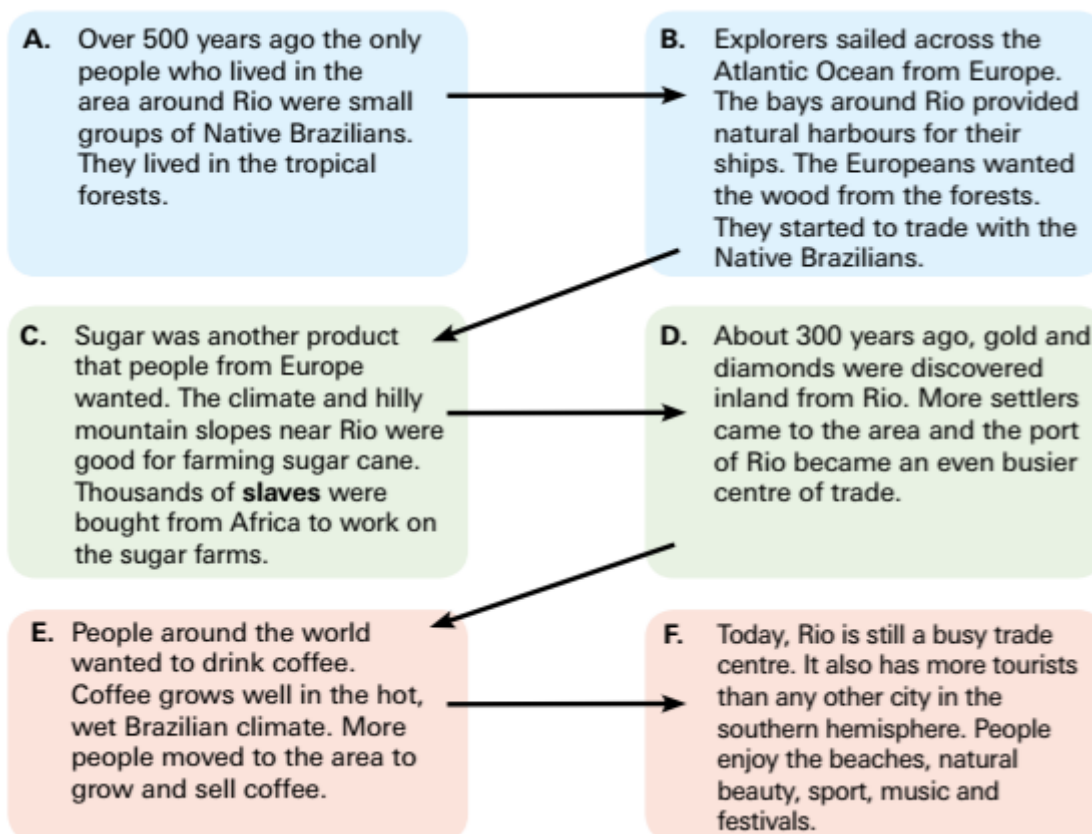 A. Over 500 years ago the only
people who lived in the
area around Rio were small
groups of Native Brazilians.
They lived in the tropical
forests.
B. Explorers sailed across the
Atlantic Ocean from Europe.
The bays around Rio provided
natural harbours for their
ships. The Europeans wanted
the wood from the forests.
They started to trade with the
Native Brazilians.
C. Sugar was another product
that people from Europe
wanted. The climate and hilly
mountain slopes near Rio were
good for farming sugar cane.
Thousands of slaves were
bought from Africa to work on
the sugar farms.
D. About 300 years ago, gold and
diamonds were discovered
inland from Rio. More settlers
came to the area and the port
of Rio became an even busier
centre of trade.
E. People around the world
wanted to drink coffee.
Coffee grows well in the hot,
wet Brazilian climate. More
people moved to the area to
grow and sell coffee.
F. Today, Rio is still a busy trade
centre. It also has more tourists
than any other city in the
southern hemisphere. People
enjoy the beaches, natural
beauty, sport, music and
festivals.